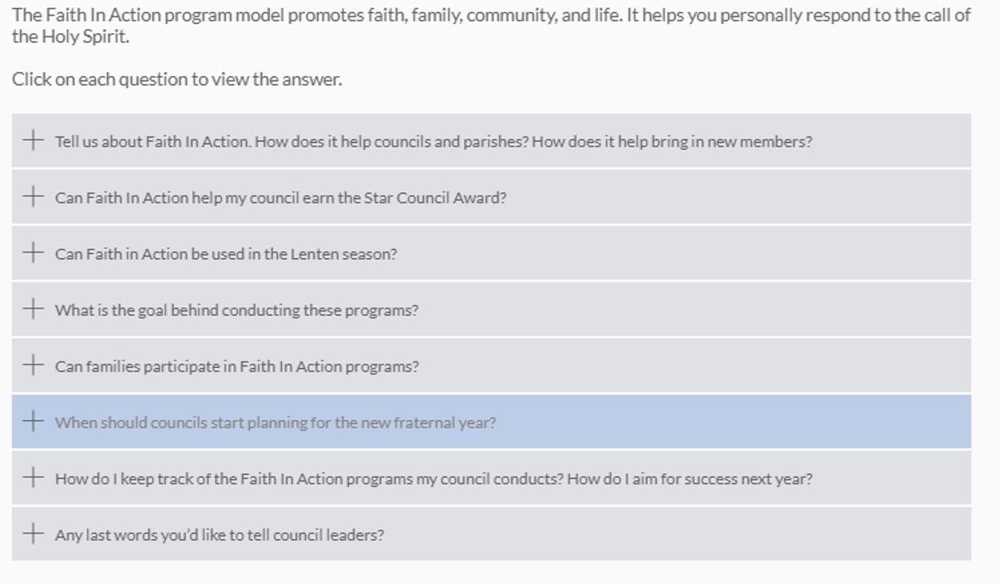 The Faith In Action program model promotes faith, family, community, and life. It helps you personally respond to the call of
the Holy Spirit.
Click on each question to view the answer.
Tell us about Faith In Action. How does it help councils and parishes? How does it help bring in new members?
Can Faith In Action help my council earn the Star Council Award?
Can Faith in Action be used in the Lenten season?
What is the goal behind conducting these programs?
Can families participate in Faith In Action programs?
When should councils start planning for the new fraternal year?
How do I keep track of the Faith In Action programs my council conducts? How do I aim for success next year?
Any last words you'd like to tell council leaders?